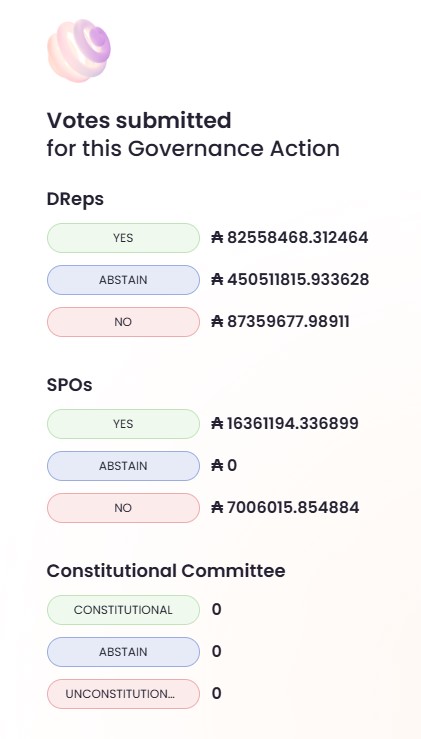 Votes submitted
for this Governance Action
DReps
YES ₳ 82558468.312464
ABSTAIN ₳ 450511815.933628
NO ₳ 87359677.98911
SPOs
YES ₳ 16361194.336899
ABSTAIN ₳ 0
NO ₳ 7006015.854884
Constitutional Committee
CONSTITUTIONAL 0
ABSTAIN 0
UNCONSTITUTION... 0